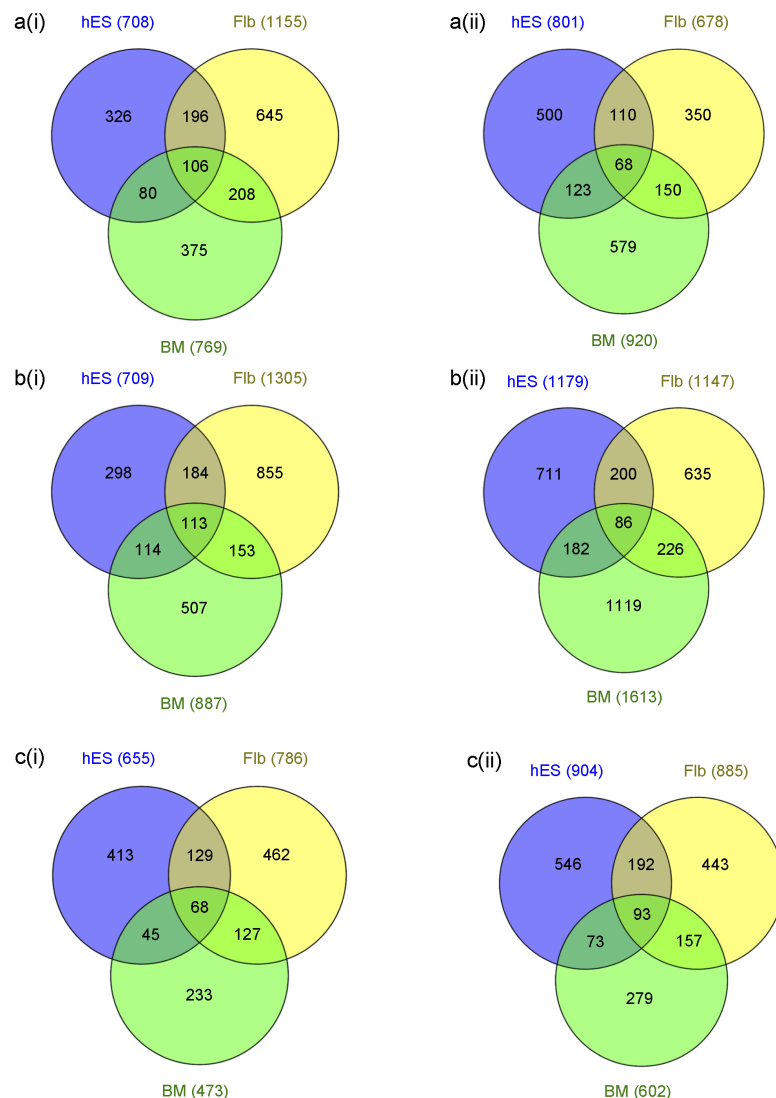 a(i) hES (708) Flb (1155)
326 196 645
106
80 208
375
BM (769)
a(ii) hES (801) Flb (678)
500 110 350
68
123 150
579
BM (920)
b(i) hES (709) Flb (1305)
298 184 855
113
114 153
507
BM (887)
b(ii) hES (1179) Flb (1147)
711 200 635
86
182 226
1119
BM (1613)
c(i) hES (655) Flb (786)
413 129 462
68
45 127
233
BM (473)
c(ii) hES (904) Flb (885)
546 192 443
93
73 157
279
BM (602)